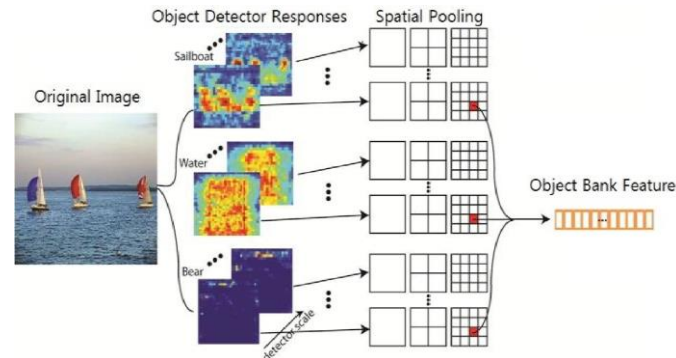 Object Detector Responses
Spatial Pooling
Sailboat
Original Image
Water
Object Bank Feature
Bear
detector scale